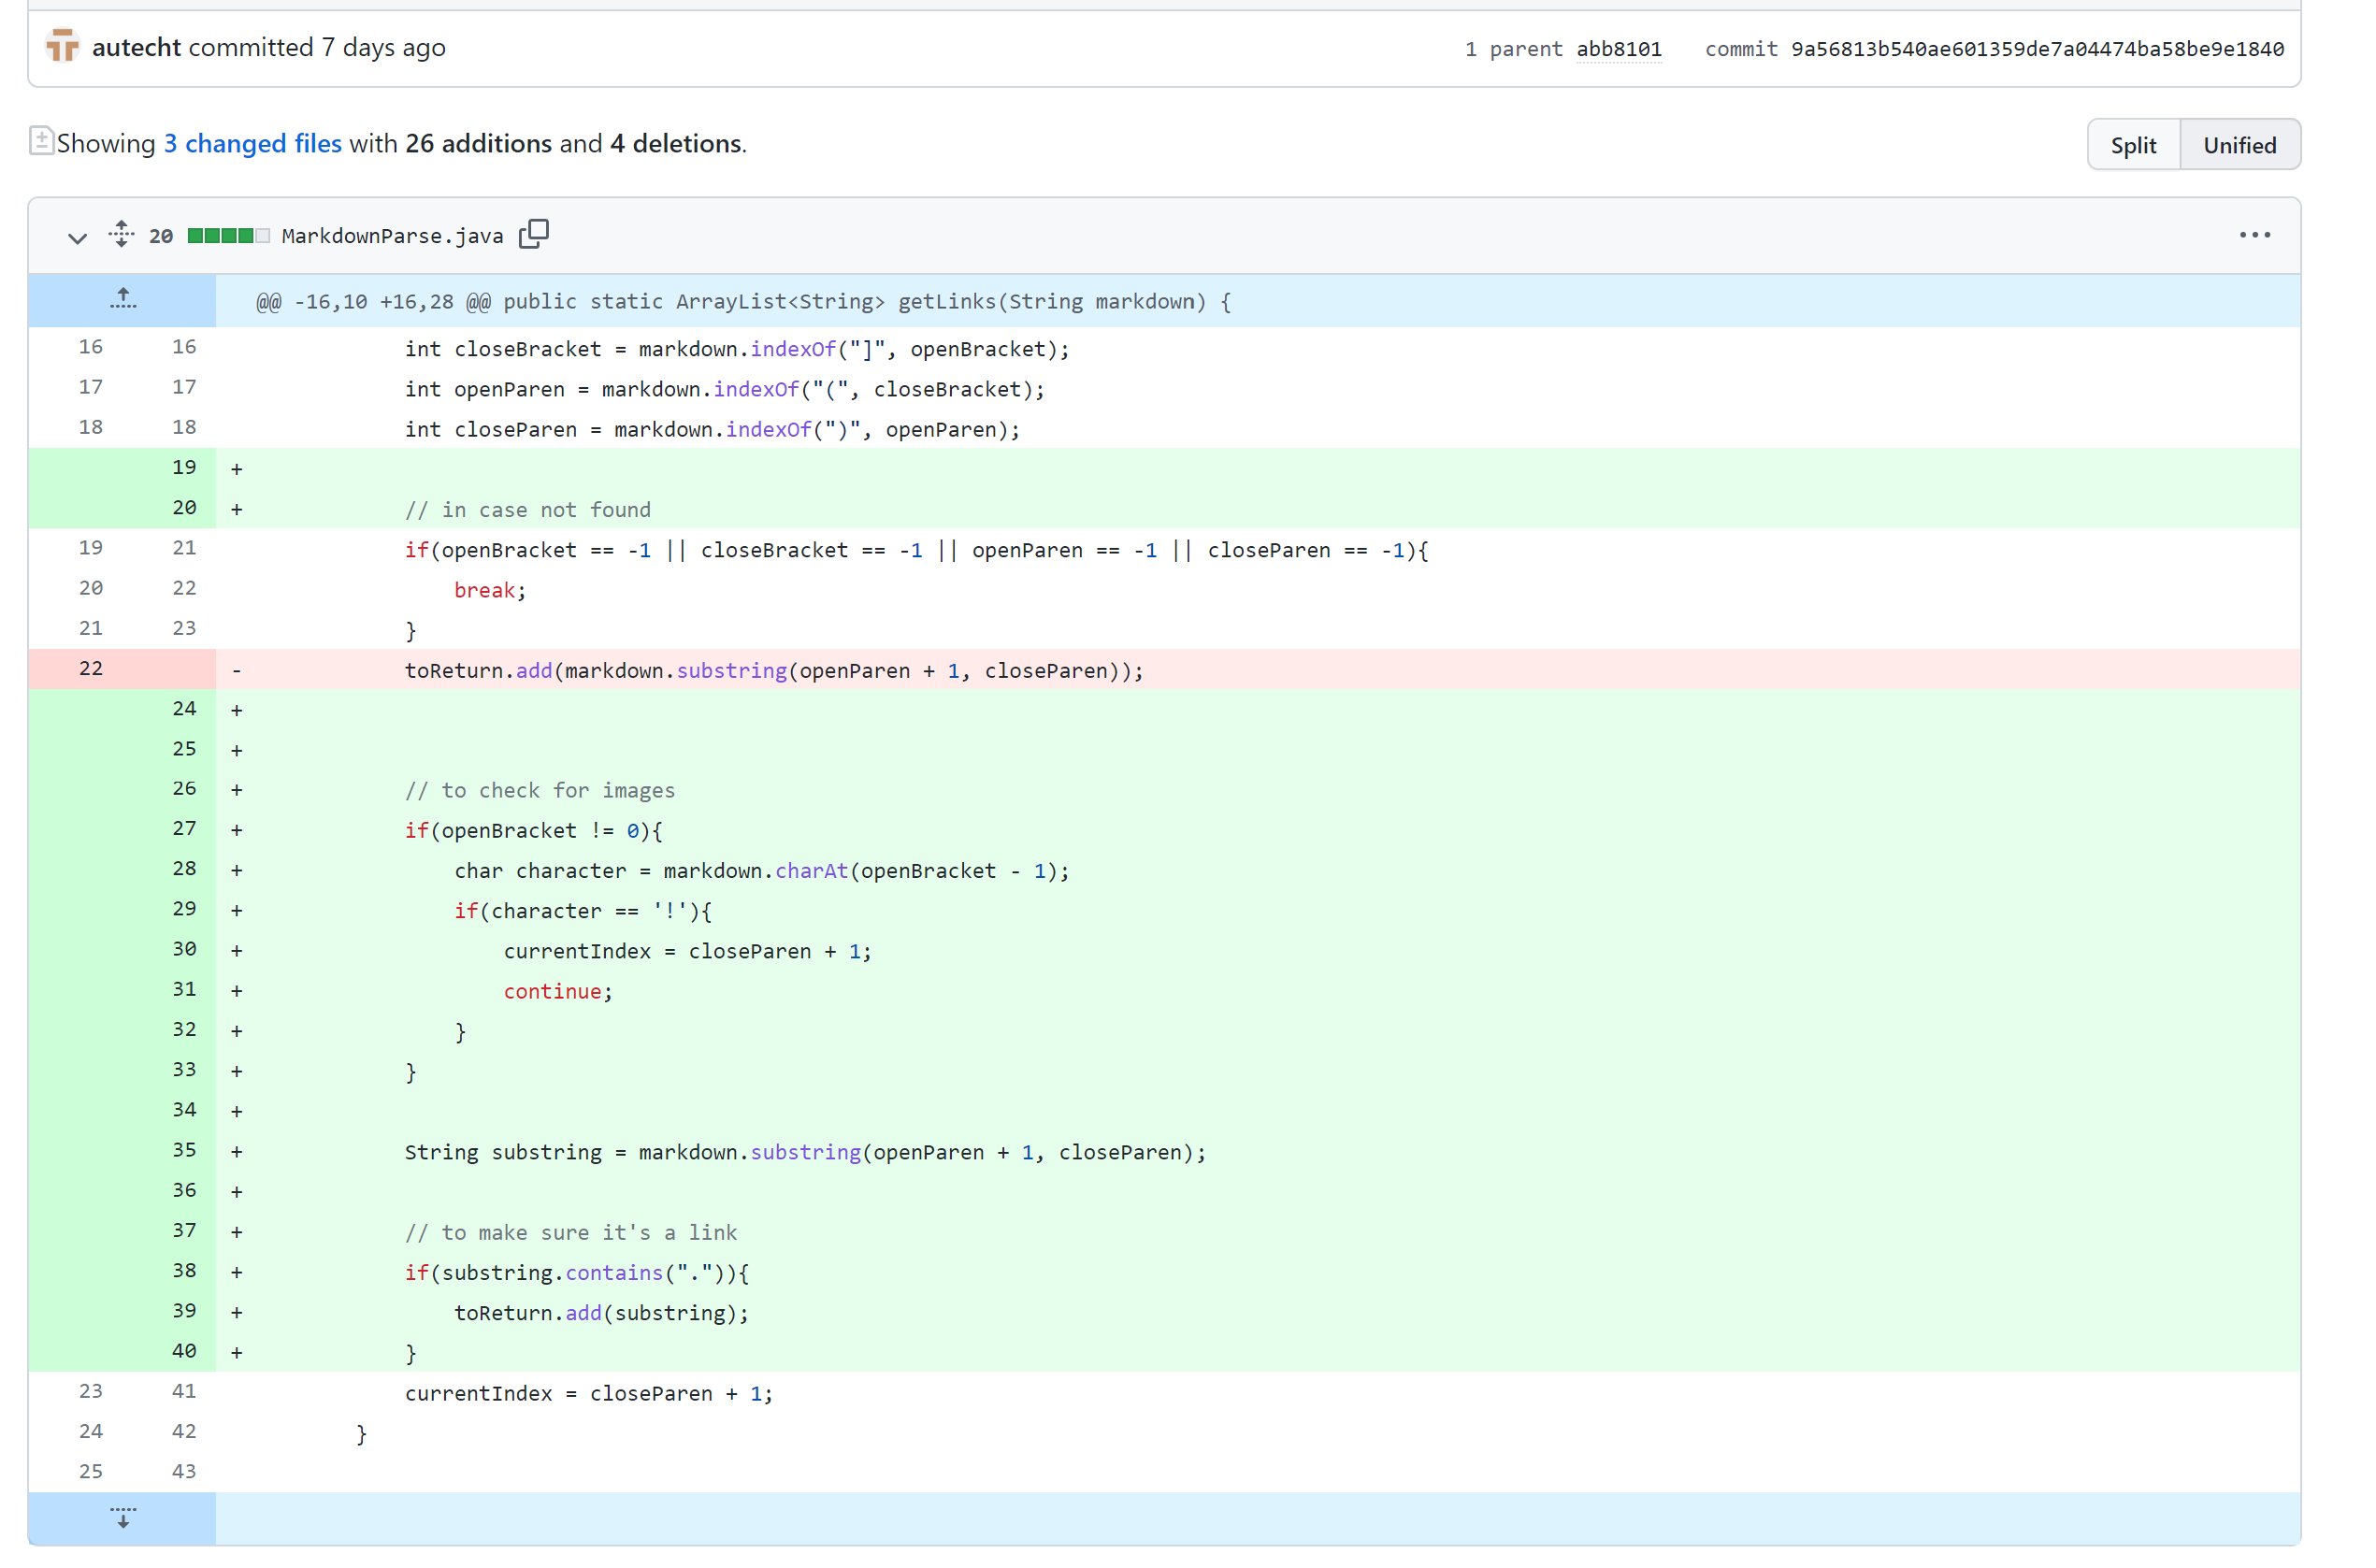 autecht committed 7 days ago 1 parent abb8101 commit 9a56813b540ae601359de7a04474ba58be9e1840
Showing 3 changed files with 26 additions and 4 deletions. Split Unified
20 MarkdownParse.java
@@ -16,10 +16,28 @@ public static ArrayList<String> getLinks(String markdown) {
16 16 int closeBracket = markdown.indexOf("]", openBracket);
17 17 int openParen = markdown.indexOf("(", closeBracket);
18 18 int closeParen = markdown.indexOf(")", openParen);
19 +
20 + // in case not found
19 21 if(openBracket == -1 || closeBracket == -1 || openParen == -1 || closeParen == -1){
20 22 break;
21 23 }
22 - toReturn.add(markdown.substring(openParen + 1, closeParen));
24 +
25 +
26 + // to check for images
27 + if(openBracket != 0){
28 + char character = markdown.charAt(openBracket - 1);
29 + if(character == '!'){
30 + currentIndex = closeParen + 1;
31 + continue;
32 + }
33 + }
34 +
35 + String substring = markdown.substring(openParen + 1, closeParen);
36 +
37 + // to make sure it's a link
38 + if(substring.contains(".")){
39 + toReturn.add(substring);
40 + }
23 41 currentIndex = closeParen + 1;
24 42 }
25 43